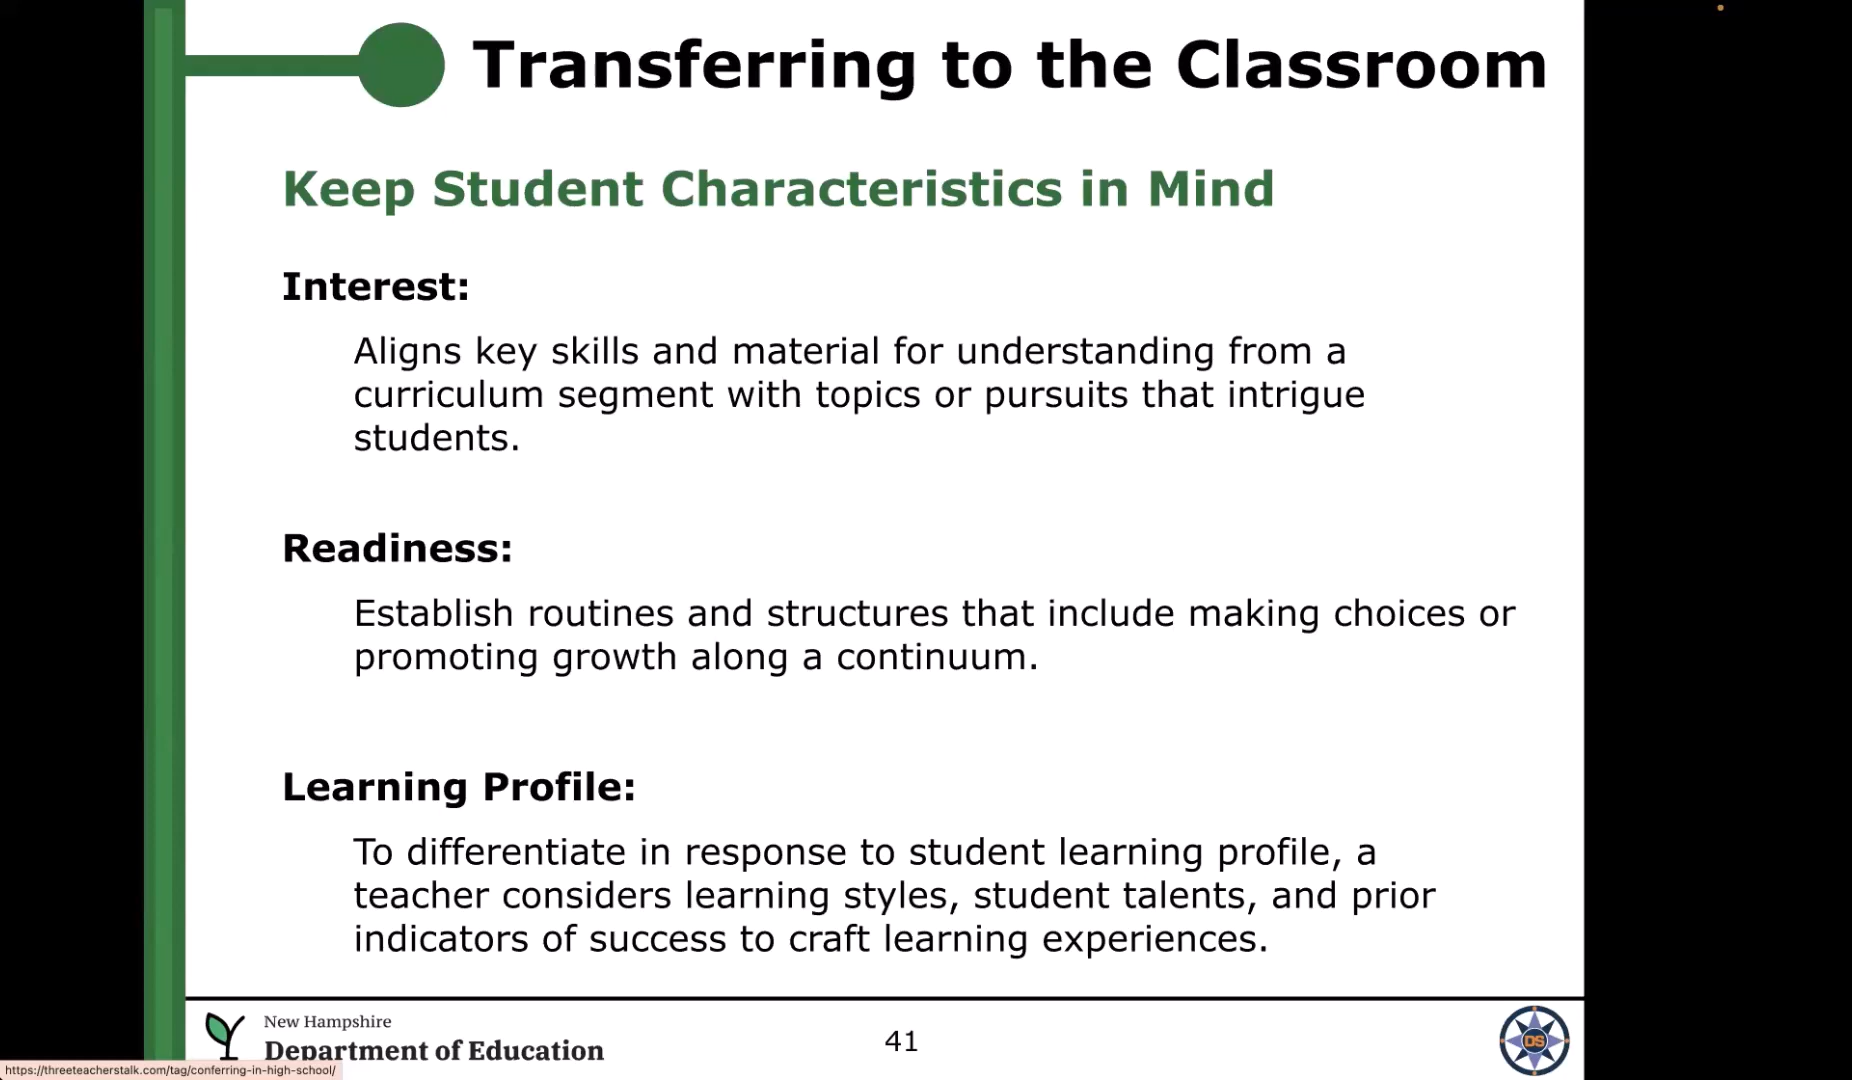 Transferring to the Classroom
Keep Student Characteristics in Mind
Interest:
Aligns key skills and material for understanding from a
curriculum segment with topics or pursuits that intrigue
students.
Readiness:
Establish routines and structures that include making choices or
promoting growth along a continuum.
Learning Profile:
To differentiate in response to student learning profile, a
teacher considers learning styles, student talents, and prior
indicators of success to craft learning experiences.
New Hampshire
Department of Education
41
DS
https://threeteacherstalk.com/tag/conferring-in-high-school/